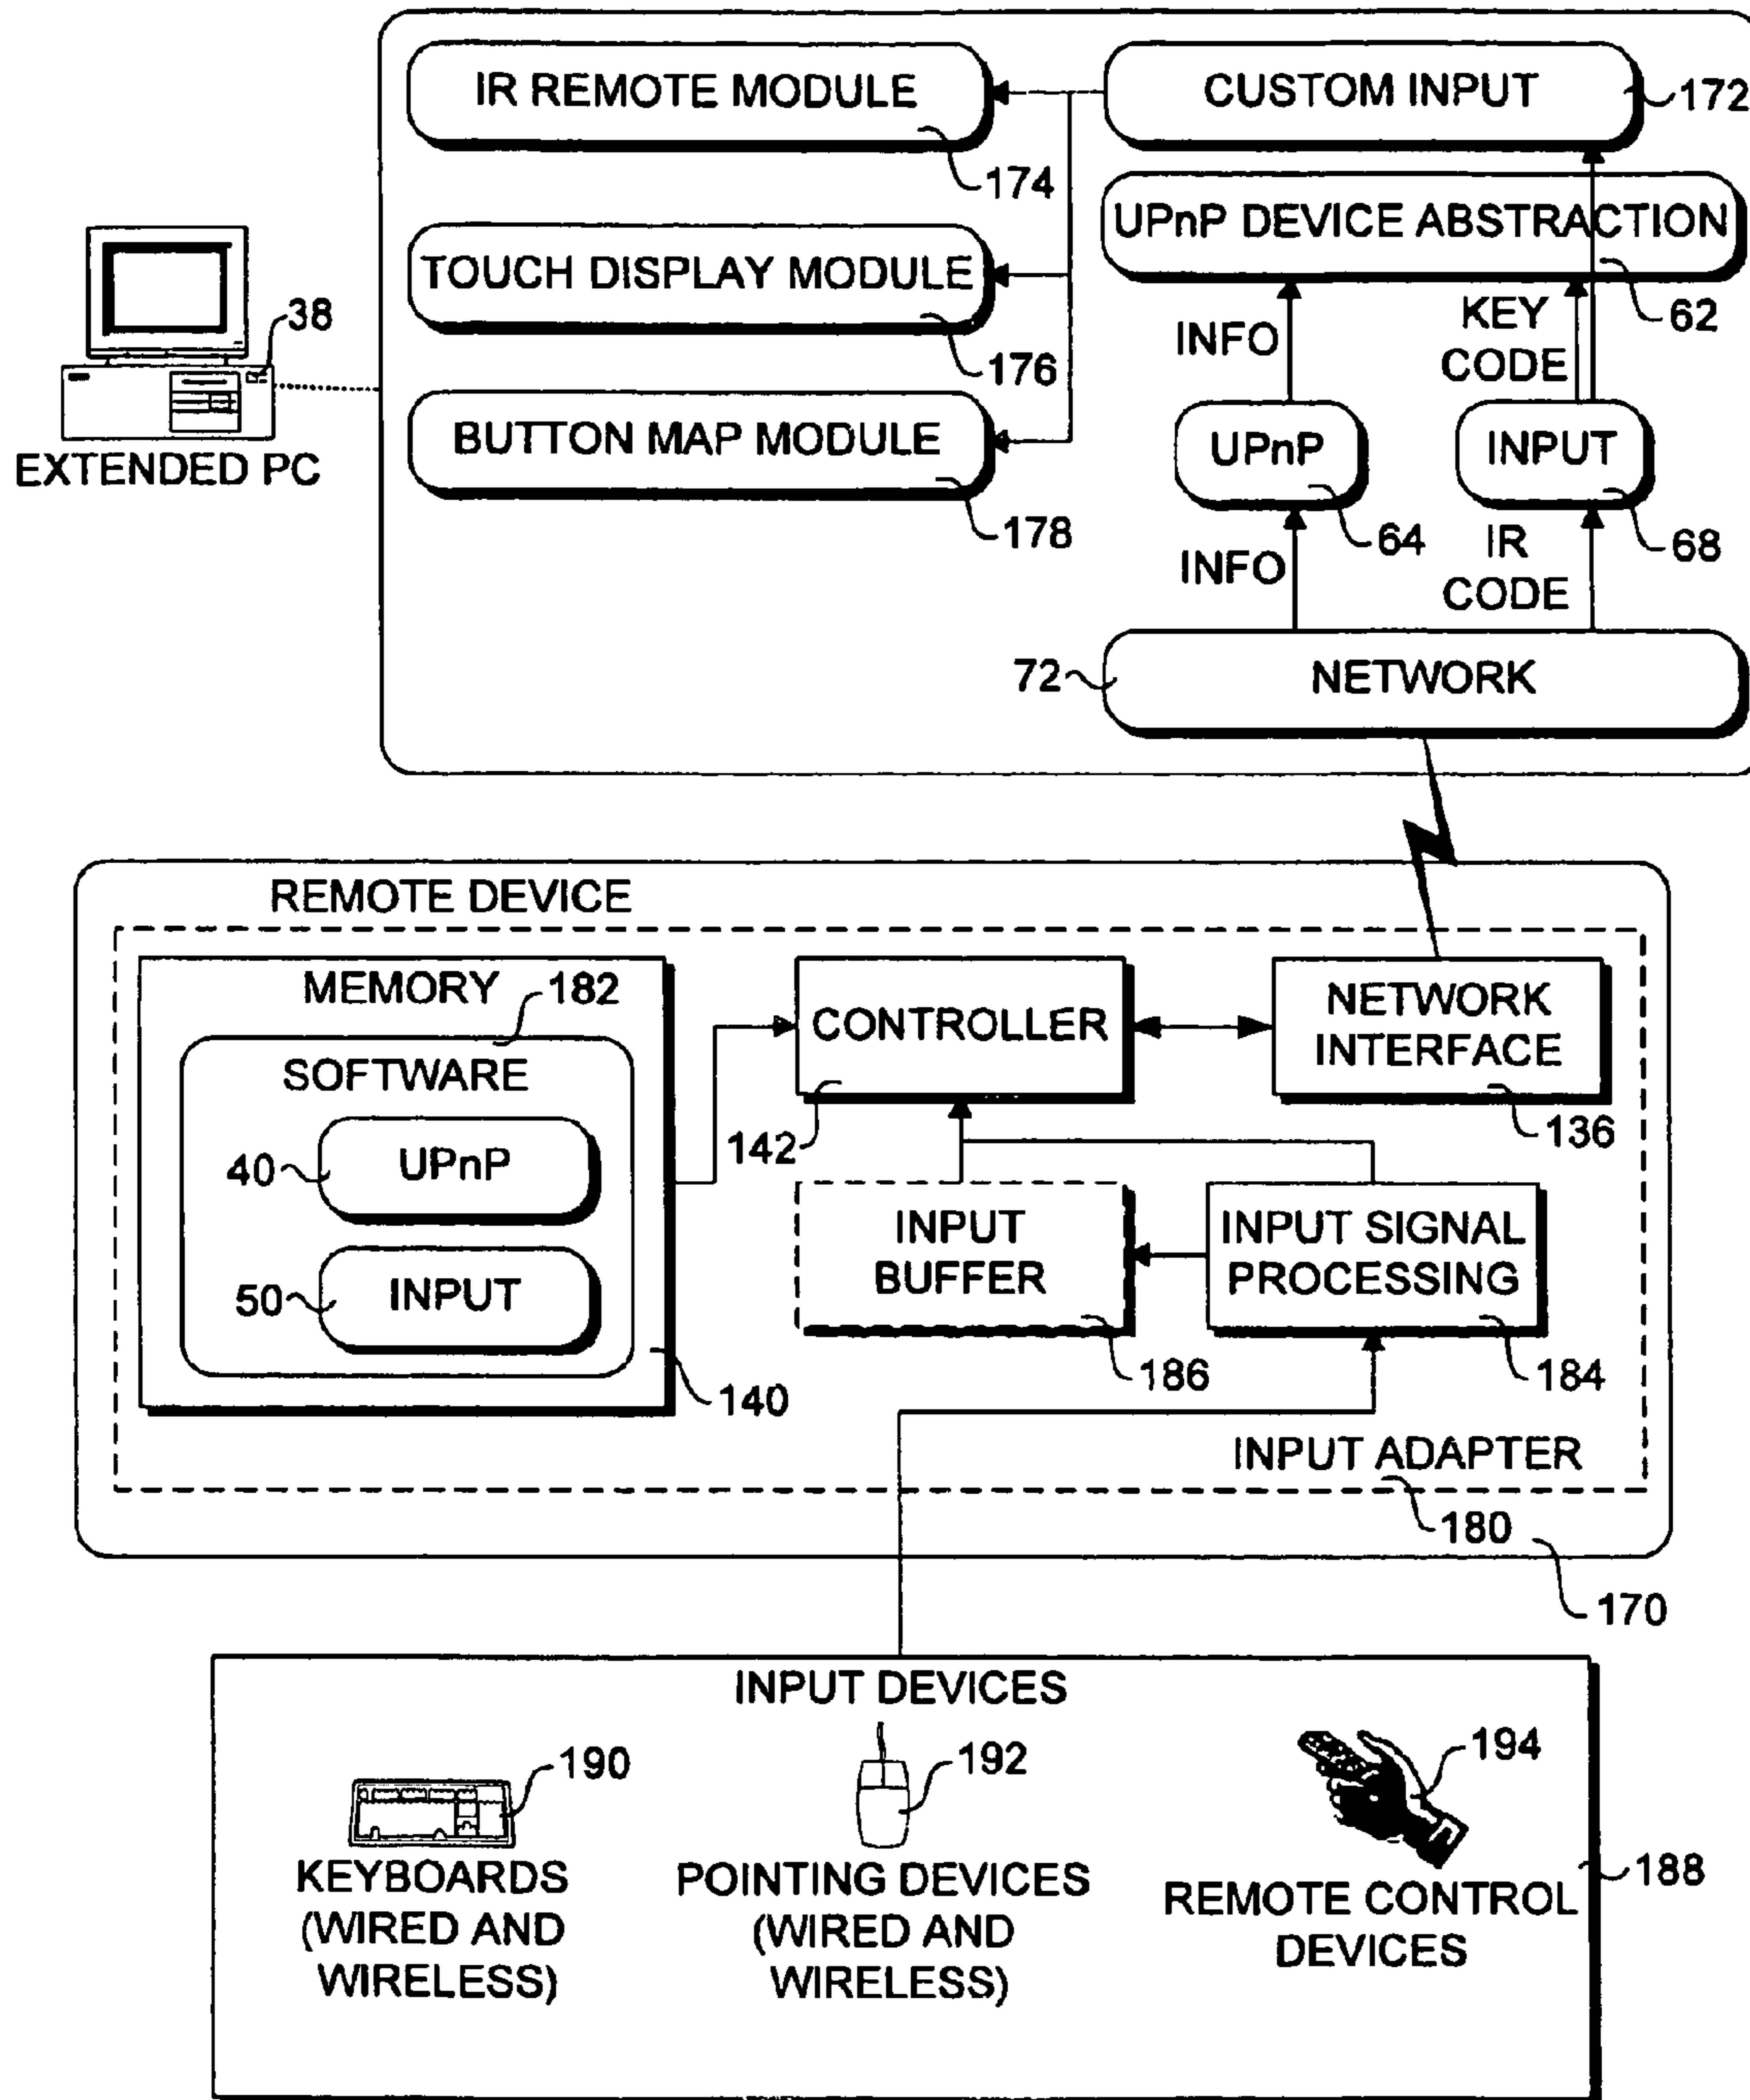 IR REMOTE MODULE
174
CUSTOM INPUT
172
UPnP DEVICE ABSTRACTION
62
TOUCH DISPLAY MODULE
176
BUTTON MAP MODULE
178
38
EXTENDED PC
INFO
KEY
CODE
UPnP
64
INPUT
68
INFO
IR
CODE
72
NETWORK
REMOTE DEVICE
MEMORY
182
SOFTWARE
40
UPnP
50
INPUT
140
CONTROLLER
142
NETWORK
INTERFACE
136
INPUT
BUFFER
186
INPUT SIGNAL
PROCESSING
184
INPUT ADAPTER
180
170
INPUT DEVICES
190
KEYBOARDS
(WIRED AND
WIRELESS)
192
POINTING DEVICES
(WIRED AND
WIRELESS)
194
REMOTE CONTROL
DEVICES
188